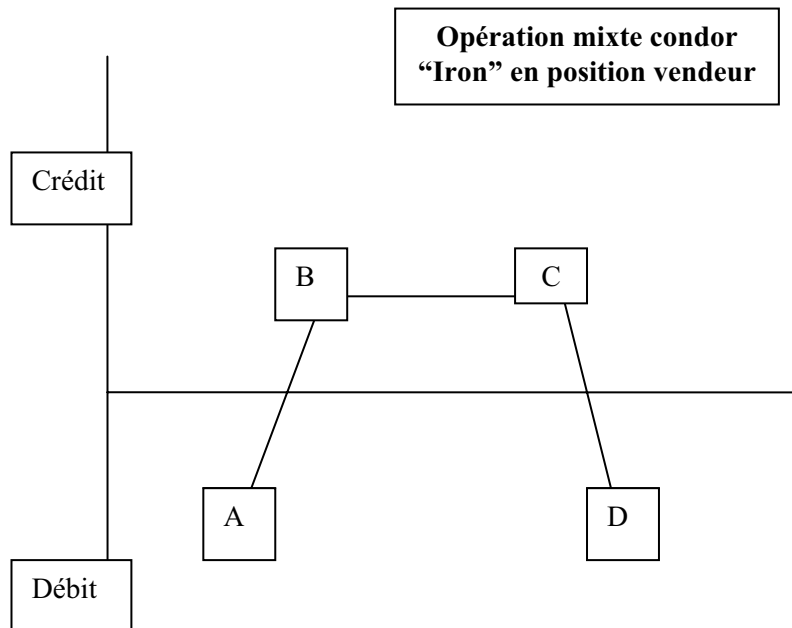 Opération mixte condor
“Iron” en position vendeur
Crédit
B
C
A
D
Débit